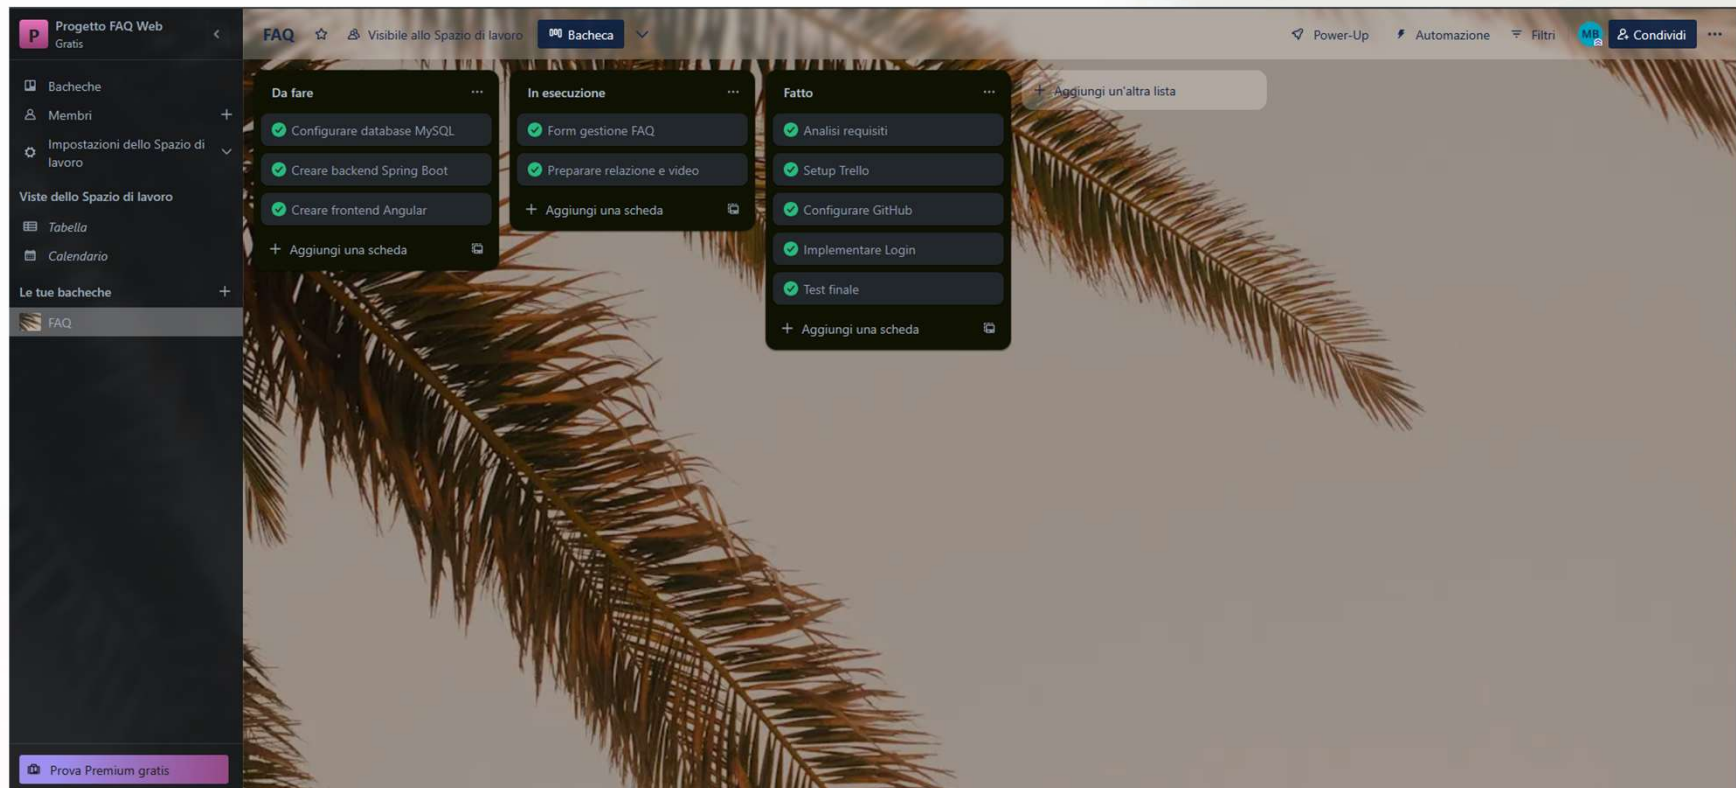 P
Progetto FAQ Web
Gratis
Bacheche
Membri
Impostazioni dello Spazio di
lavoro
Viste dello Spazio di lavoro
Tabella
Calendario
Le tue bacheche
FAQ
Prova Premium gratis
FAQ
Visibile allo Spazio di lavoro
Bacheca
Power-Up
Automazione
Filtri
MB
Condividi
Da fare
Configurare database MySQL
Creare backend Spring Boot
Creare frontend Angular
+ Aggiungi una scheda
In esecuzione
Form gestione FAQ
Preparare relazione e video
+ Aggiungi una scheda
Fatto
Analisi requisiti
Setup Trello
Configurare GitHub
Implementare Login
Test finale
+ Aggiungi una scheda
+ Aggiungi un'altra lista